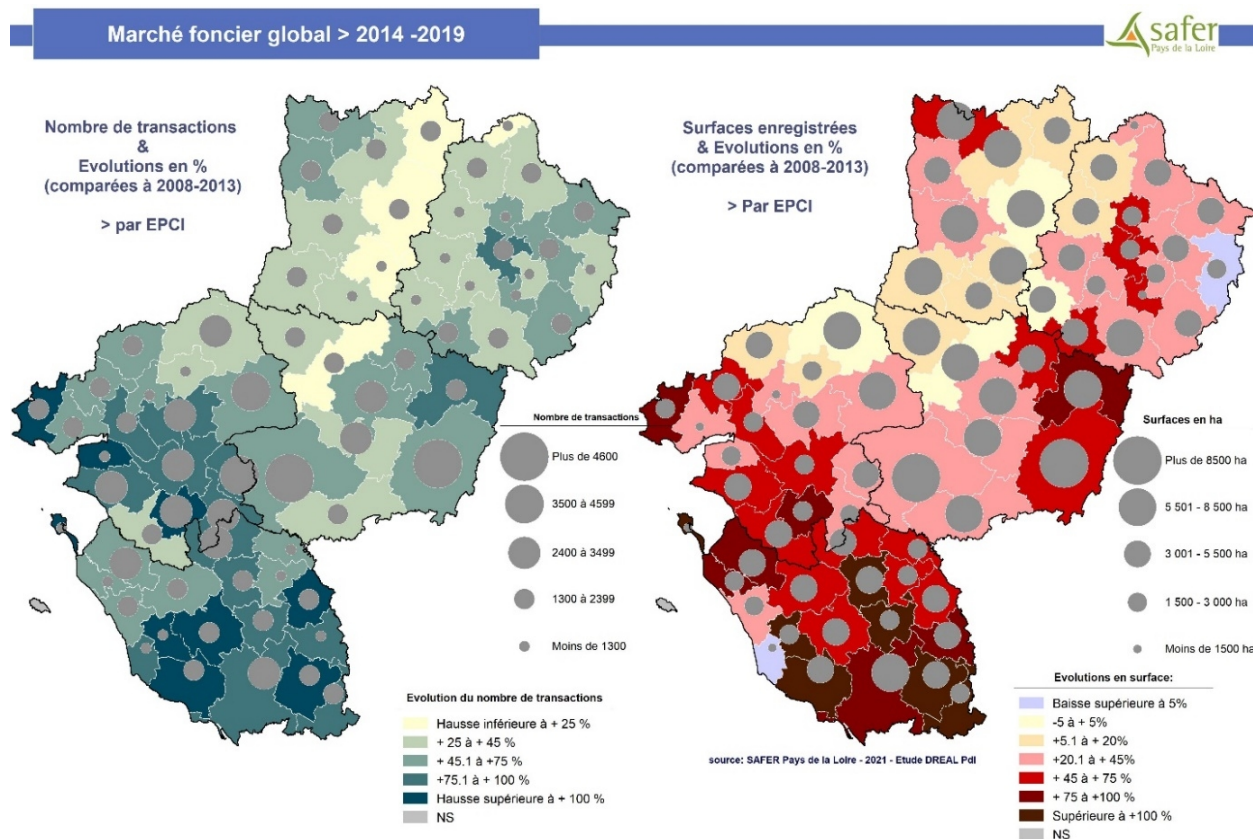 Marché foncier global > 2014 -2019
safer
Pays de la Loire
Nombre de transactions
&
Evolutions en %
(comparées à 2008-2013)
> par EPCI
Nombre de transactions
Plus de 4600
3500 à 4599
2400 à 3499
1300 à 2399
Moins de 1300
Evolution du nombre de transactions
Hausse inférieure à + 25 %
+ 25 à + 45 %
+ 45.1 à +75 %
+75.1 à + 100 %
Hausse supérieure à + 100 %
NS
Surfaces enregistrées
& Evolutions en %
(comparées à 2008-2013)
> Par EPCI
Surfaces en ha
Plus de 8500 ha
5 501 - 8 500 ha
3 001 - 5 500 ha
1 500 - 3 000 ha
Moins de 1500 ha
Evolutions en surface:
Baisse supérieure à 5%
-5 à + 5%
+5.1 à + 20%
+20.1 à + 45%
+ 45 à + 75%
+ 75 à +100%
Supérieure à +100%
NS
source: SAFER Pays de la Loire - 2021 - Etude DREAL Pdl